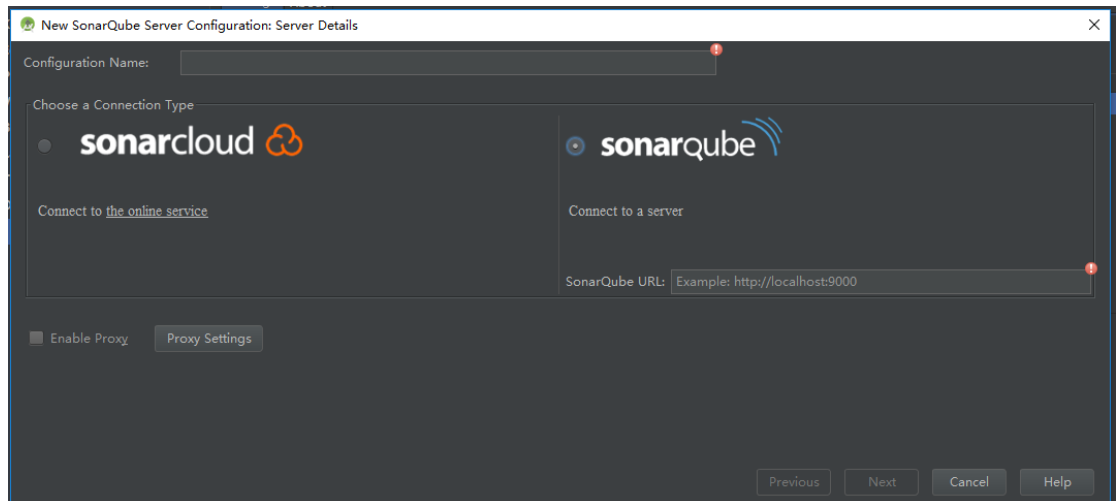 New SonarQube Server Configuration: Server Details
Configuration Name:
Choose a Connection Type
sonarcloud
sonarqube
Connect to the online service
Connect to a server
SonarQube URL: Example: http://localhost:9000
Enable Proxy Proxy Settings
Previous Next Cancel Help